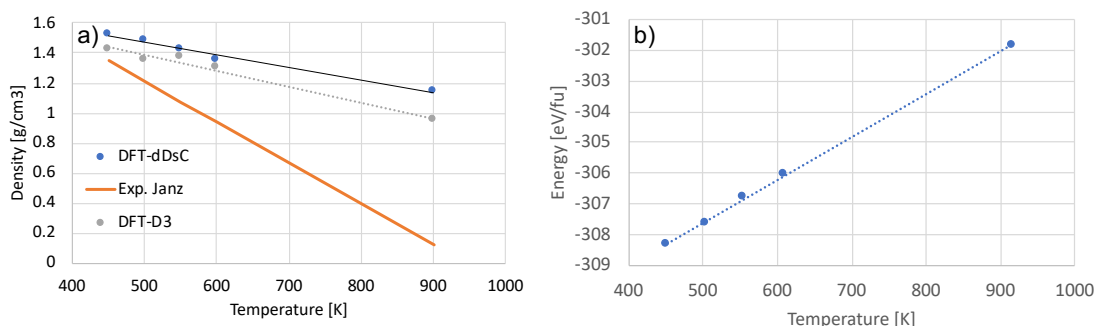 a)
Density [g/cm3]
1.6
1.4
1.2
1
0.8
0.6
0.4
0.2
0
DFT-dDsC
Exp. Janz
DFT-D3
400 500 600 700 800 900 1000
Temperature [K]
b)
Energy [eV/fu]
-301
-302
-303
-304
-305
-306
-307
-308
-309
400 500 600 700 800 900 1000
Temperature [K]